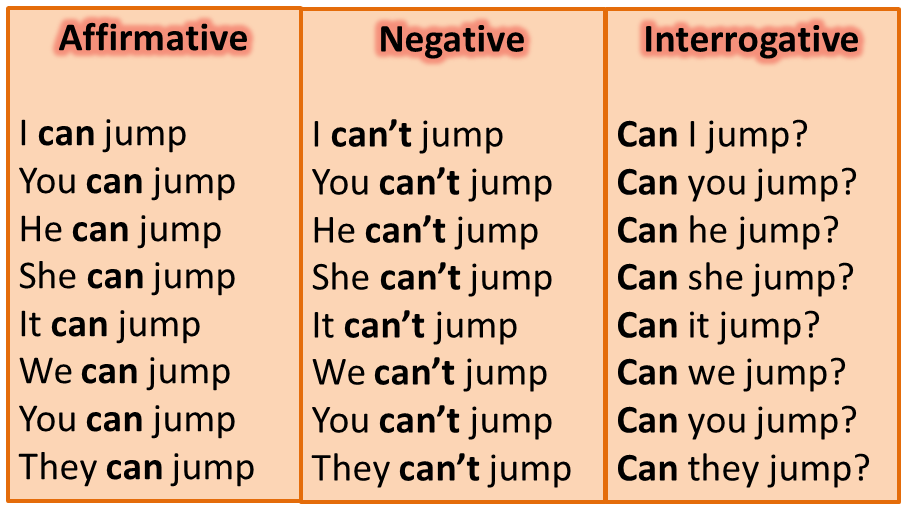 Affirmative
I can jump
You can jump
He can jump
She can jump
It can jump
We can jump
You can jump
They can jump
Negative
I can’t jump
You can’t jump
He can’t jump
She can’t jump
It can’t jump
We can’t jump
You can’t jump
They can’t jump
Interrogative
Can I jump?
Can you jump?
Can he jump?
Can she jump?
Can it jump?
Can we jump?
Can you jump?
Can they jump?